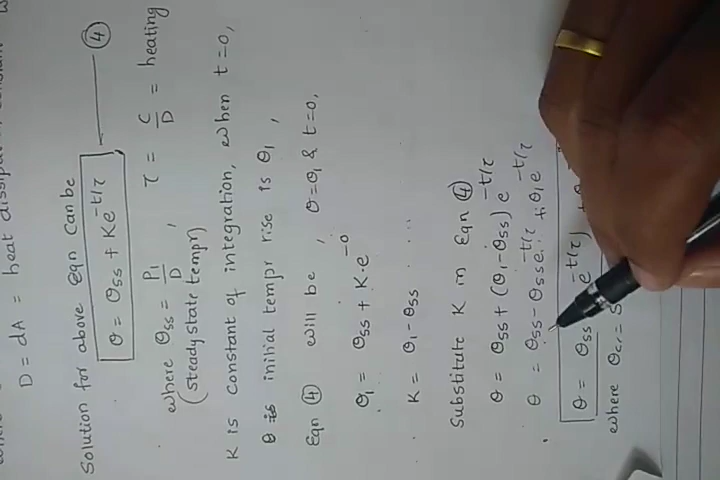 D = dA = heat dissipat
Solution for above eqn can be
θ = θss + Ke^-t/τ, —— ④
where θss = P1/D, τ = C/D = heating
(steady state tempr)
K is constant of integration, when t=0,
θ is initial tempr rise is θ1,
Eqn ④ will be, θ=θ1 & t=0,
θ1 = θss + K.e^-0
K = θ1 - θss ....
Substitute K in Eqn ④
θ = θss + (θ1-θss) e^-t/τ
θ = θss - θss e^-t/τ + θ1 e^-t/τ
θ = θss e^-t/τ) +
where